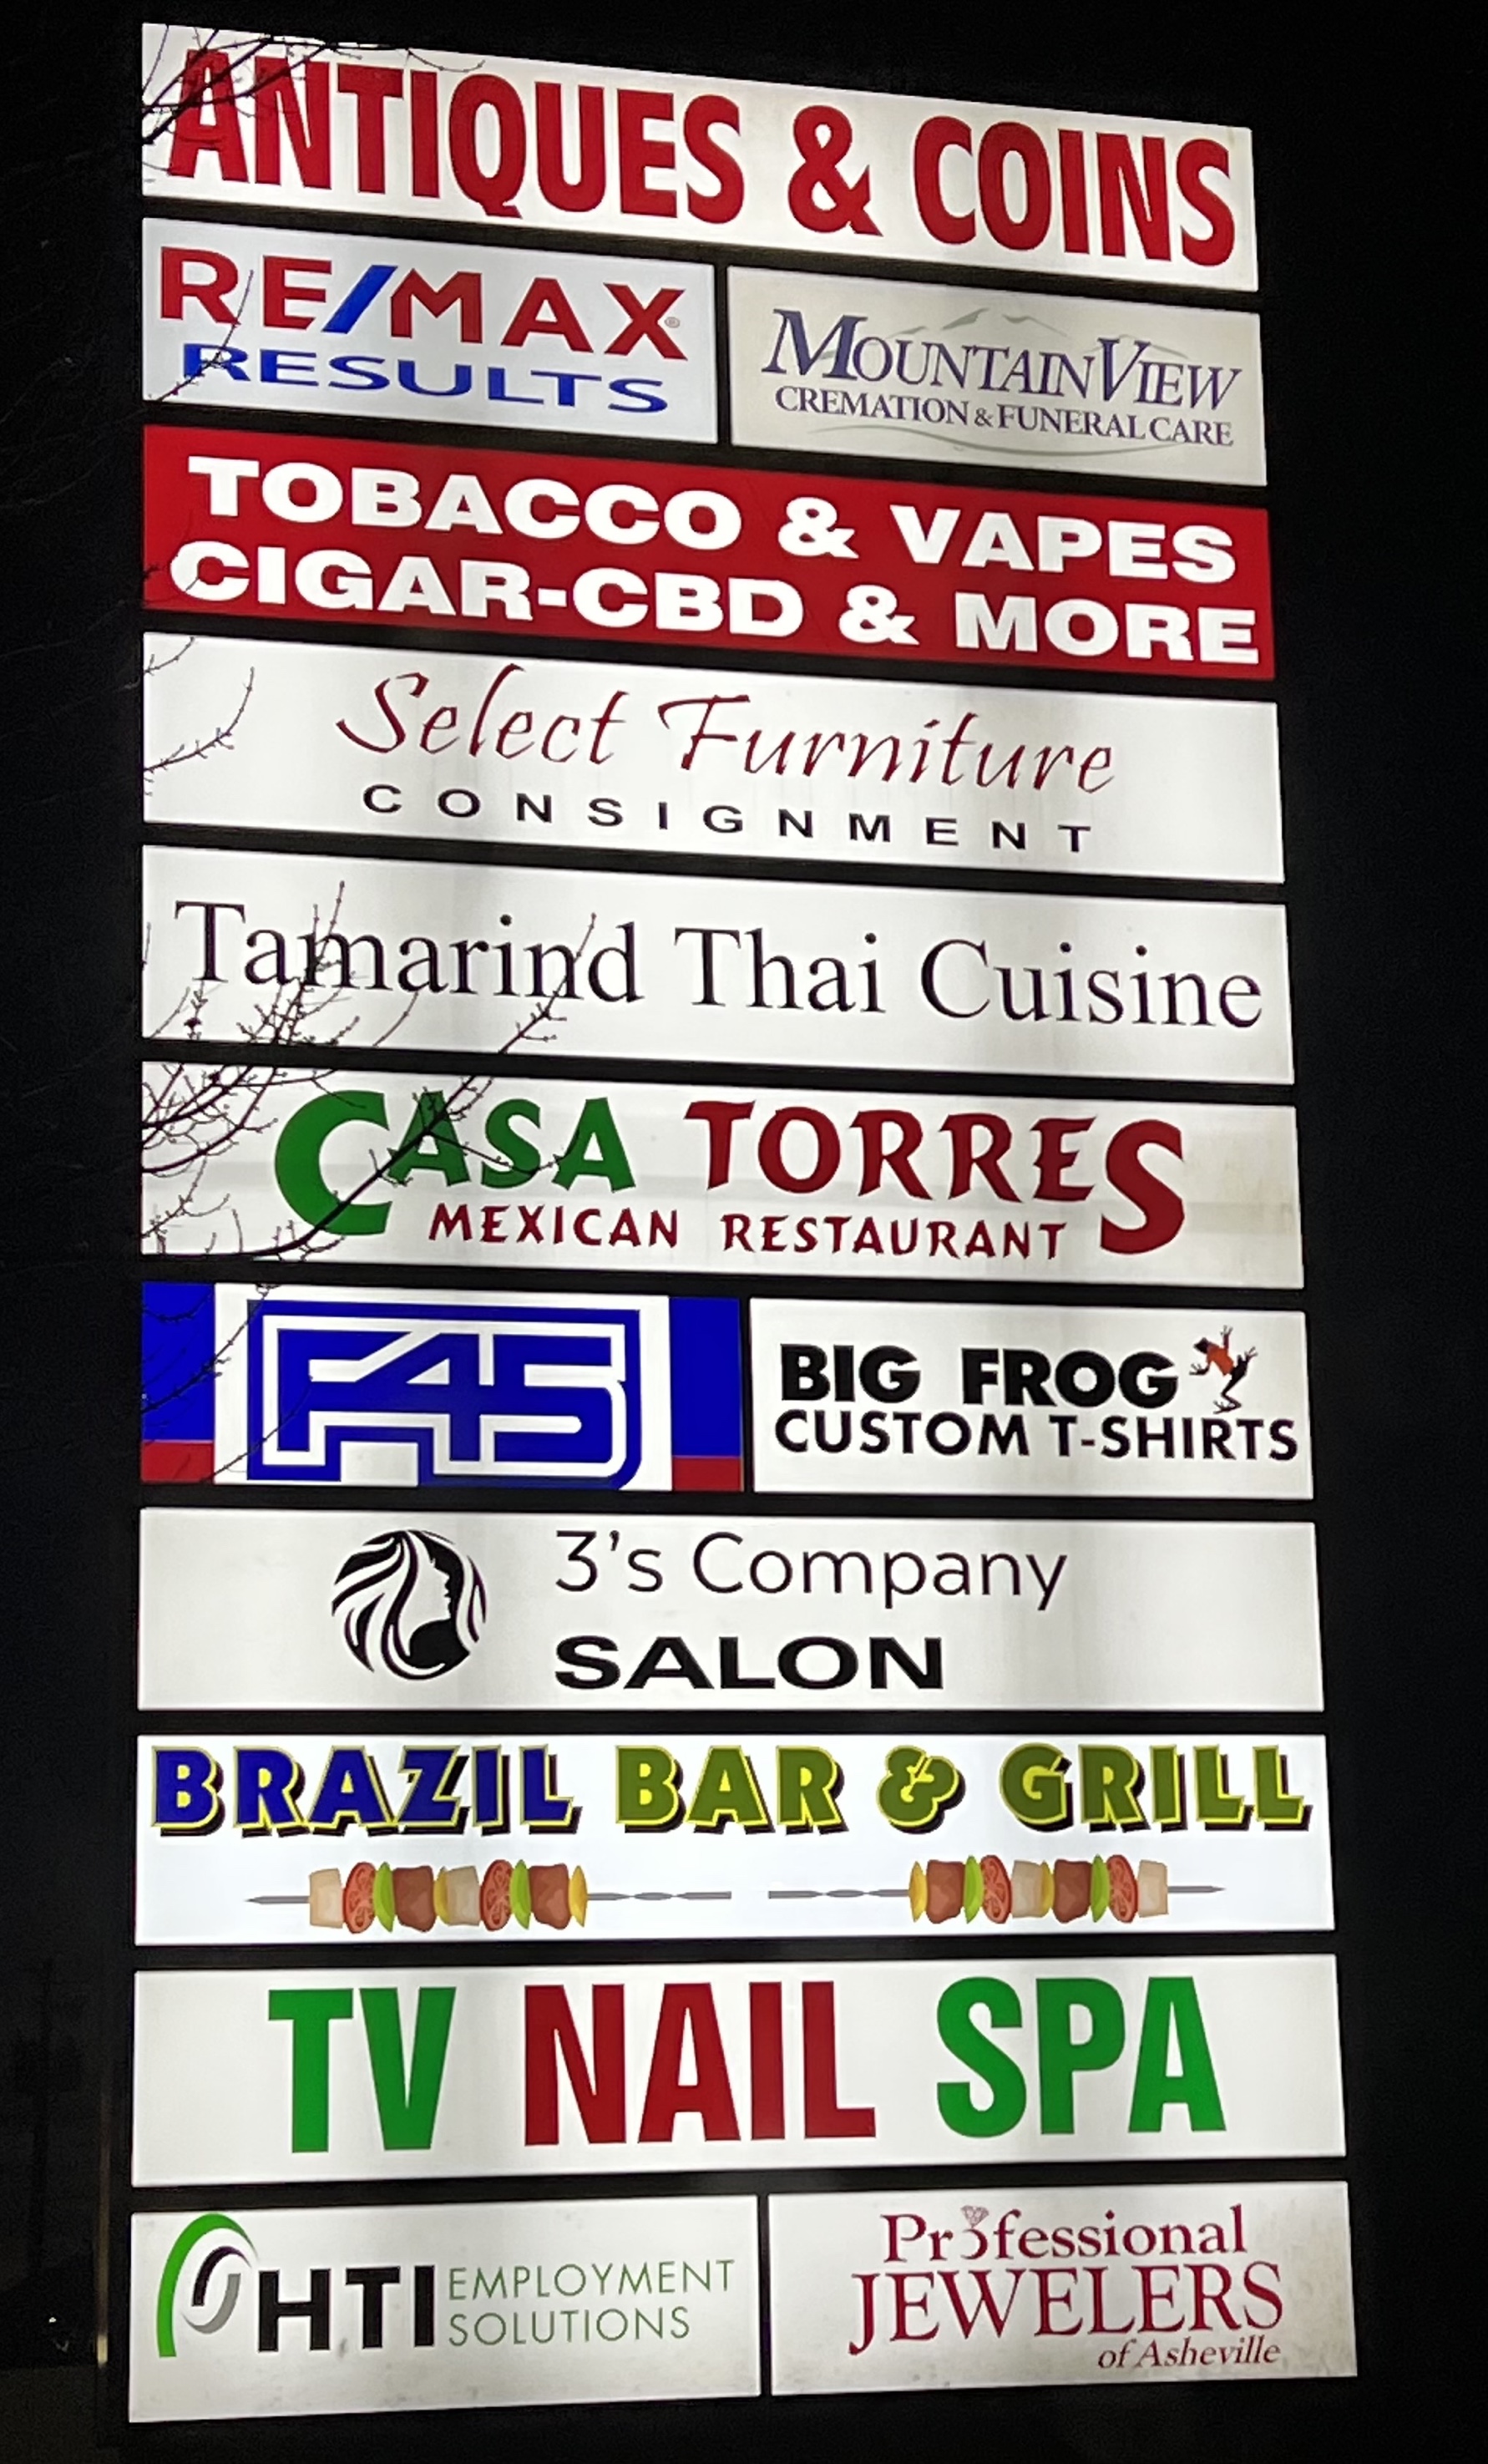 ANTIQUES & COINS
RE/MAX®
RESULTS
MOUNTAIN VIEW
CREMATION & FUNERAL CARE
TOBACCO & VAPES
CIGAR-CBD & MORE
Select Furniture
CONSIGNMENT
Tamarind Thai Cuisine
CASA TORRES
MEXICAN RESTAURANT
F45
BIG FROG
CUSTOM T-SHIRTS
3's Company
SALON
BRAZIL BAR & GRILL
TV NAIL SPA
HTI EMPLOYMENT
SOLUTIONS
Professional
JEWELERS
of Asheville